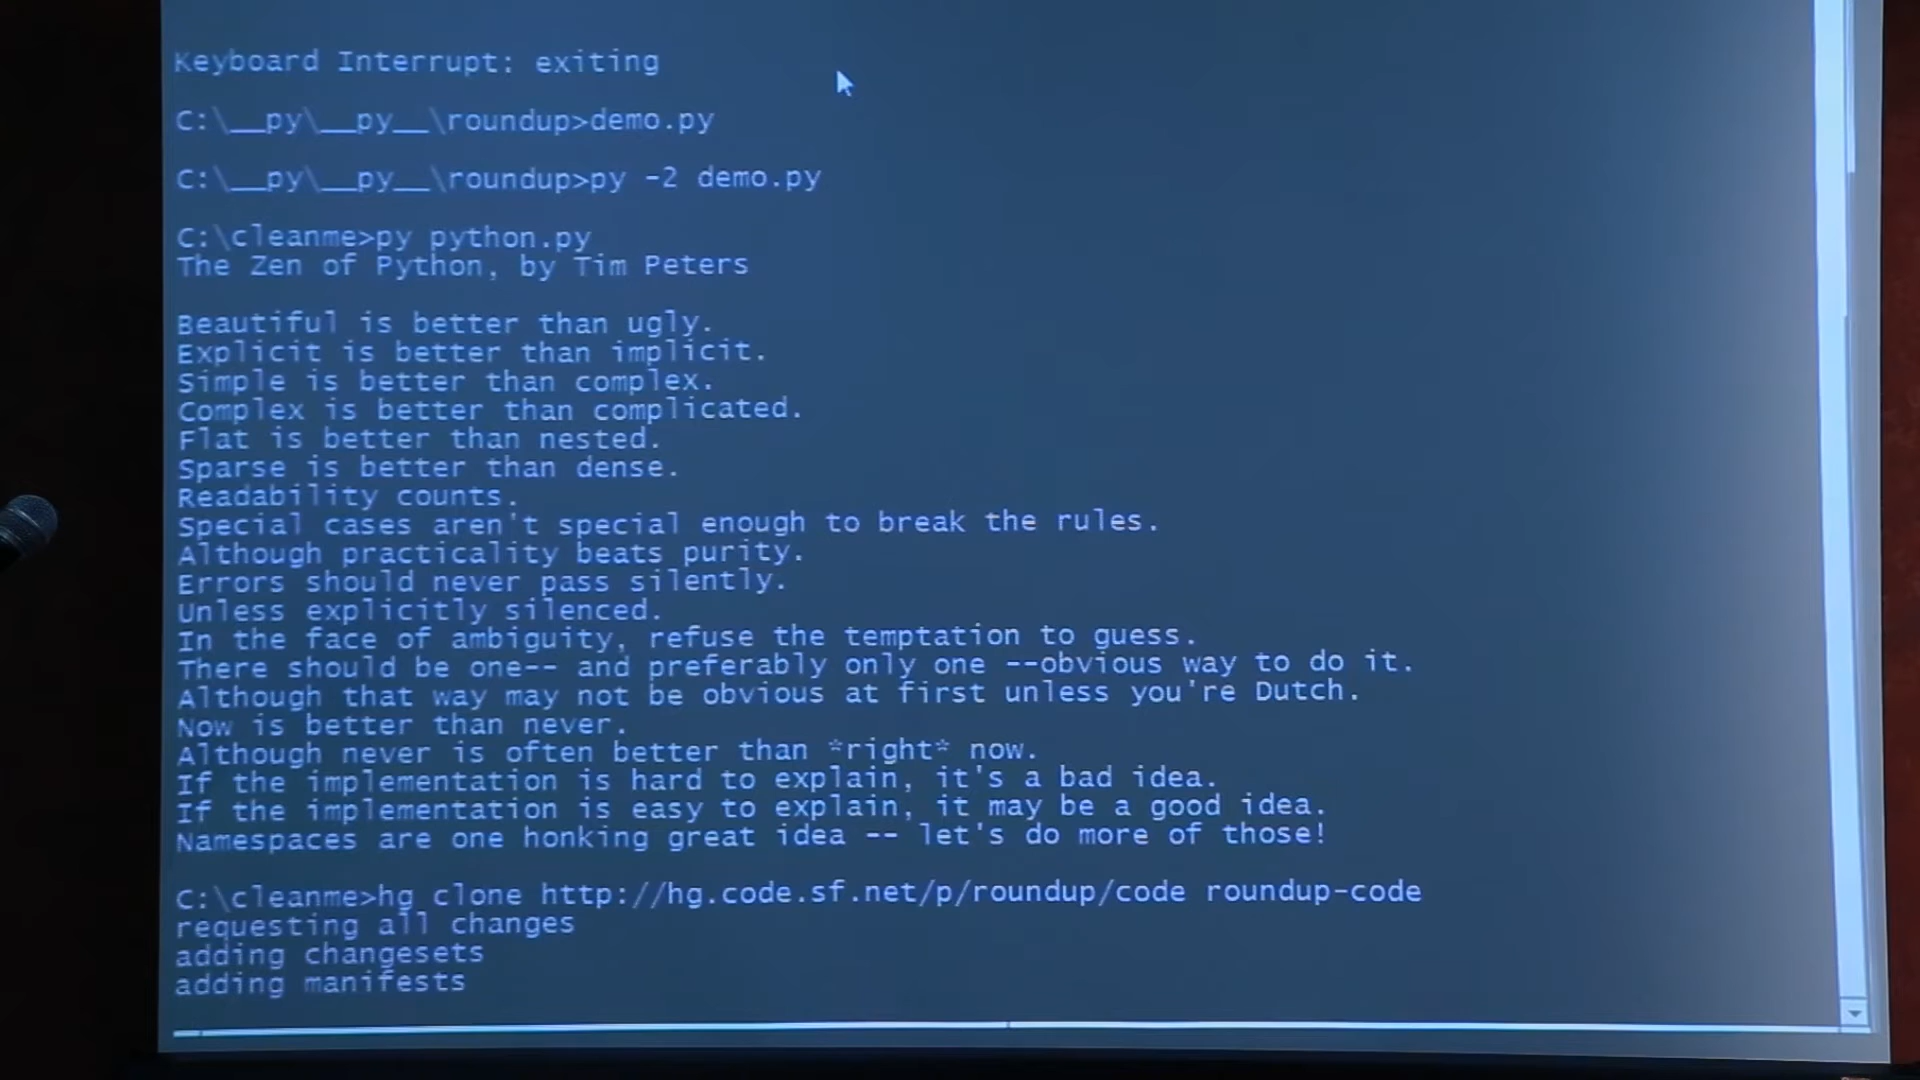 Keyboard Interrupt: exiting
C:\__py\__py__\roundup>demo.py
C:\__py\__py__\roundup>py -2 demo.py
C:\cleanme>py python.py
The Zen of Python, by Tim Peters
Beautiful is better than ugly.
Explicit is better than implicit.
Simple is better than complex.
Complex is better than complicated.
Flat is better than nested.
Sparse is better than dense.
Readability counts.
Special cases aren't special enough to break the rules.
Although practicality beats purity.
Errors should never pass silently.
Unless explicitly silenced.
In the face of ambiguity, refuse the temptation to guess.
There should be one-- and preferably only one --obvious way to do it.
Although that way may not be obvious at first unless you're Dutch.
Now is better than never.
Although never is often better than *right* now.
If the implementation is hard to explain, it's a bad idea.
If the implementation is easy to explain, it may be a good idea.
Namespaces are one honking great idea -- let's do more of those!
C:\cleanme>hg clone http://hg.code.sf.net/p/roundup/code roundup-code
requesting all changes
adding changesets
adding manifests